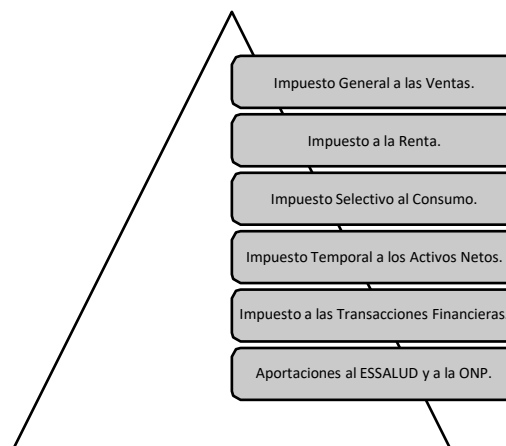 Impuesto General a las Ventas.
Impuesto a la Renta.
Impuesto Selectivo al Consumo.
Impuesto Temporal a los Activos Netos.
Impuesto a las Transacciones Financieras.
Aportaciones al ESSALUD y a la ONP.